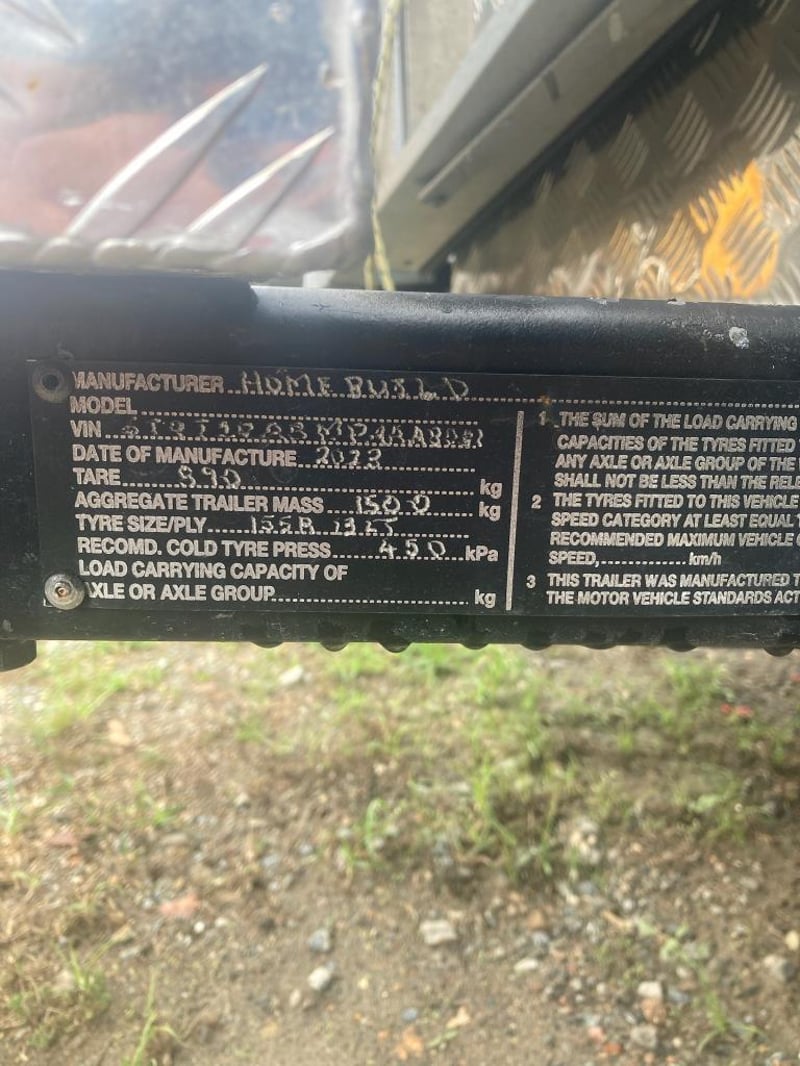 MANUFACTURER HOME BUILD
MODEL
VIN
DATE OF MANUFACTURE 2022
TARE 890 kg
AGGREGATE TRAILER MASS 1500 kg
TYRE SIZE/PLY 155R 13LT
RECOMD. COLD TYRE PRESS 450 kPa
LOAD CARRYING CAPACITY OF
AXLE OR AXLE GROUP kg
1 THE SUM OF THE LOAD CARRYING
CAPACITIES OF THE TYRES FITTED
ANY AXLE OR AXLE GROUP OF THE
SHALL NOT BE LESS THAN THE
2 THE TYRES FITTED TO THIS VEHICLE
SPEED CATEGORY AT LEAST EQUAL
RECOMMENDED MAXIMUM VEHICLE
SPEED, km/h
3 THIS TRAILER WAS MANUFACTURED
THE MOTOR VEHICLE STANDARDS ACT